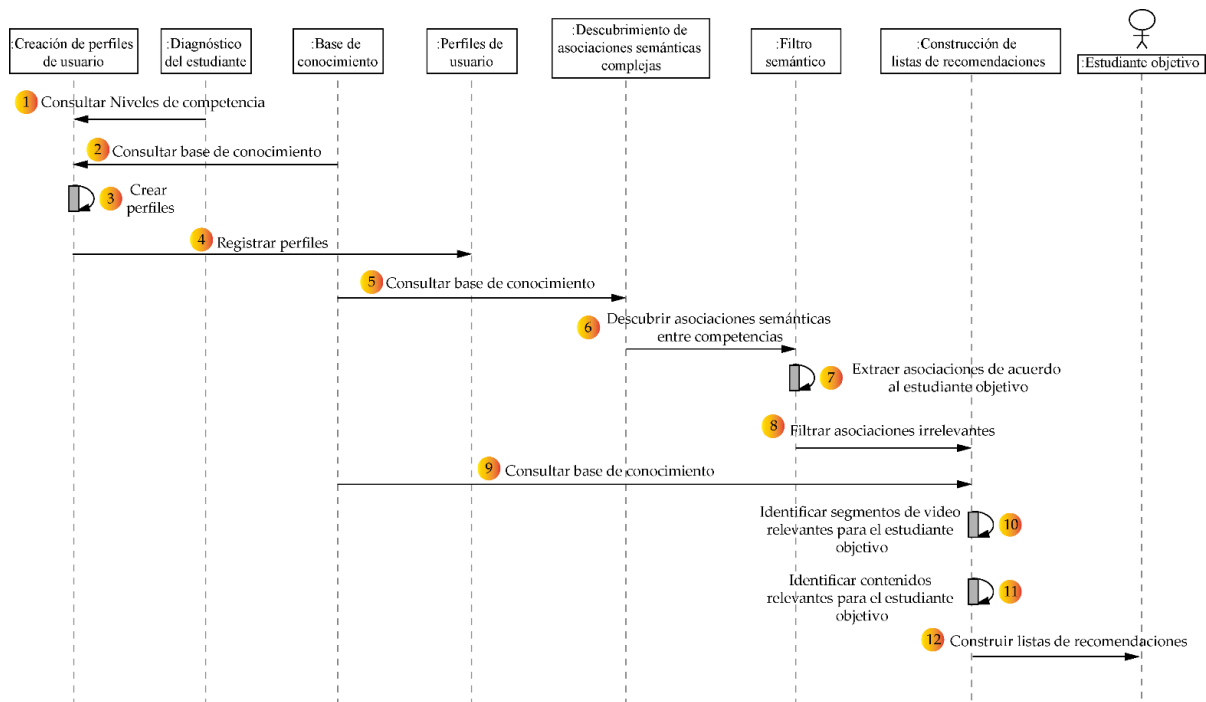 :Creación de perfiles
de usuario
:Diagnóstico
del estudiante
:Base de
conocimiento
:Perfiles de
usuario
:Descubrimiento de
asociaciones semánticas
complejas
:Filtro
semántico
:Construcción de
listas de recomendaciones
:Estudiante objetivo
1 Consultar Niveles de competencia
2 Consultar base de conocimiento
3 Crear
perfiles
4 Registrar perfiles
5 Consultar base de conocimiento
6 Descubrir asociaciones semánticas
entre competencias
7 Extraer asociaciones de acuerdo
al estudiante objetivo
8 Filtrar asociaciones irrelevantes
9 Consultar base de conocimiento
Identificar segmentos de video
relevantes para el estudiante
objetivo
10
Identificar contenidos
relevantes para el estudiante
objetivo
11
12 Construir listas de recomendaciones